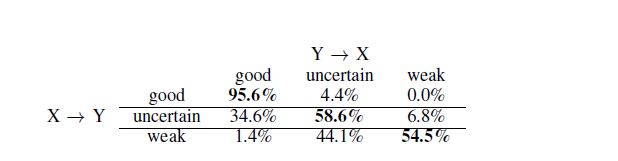 Y → X
good uncertain weak
good 95.6% 4.4% 0.0%
X → Y uncertain 34.6% 58.6% 6.8%
weak 1.4% 44.1% 54.5%